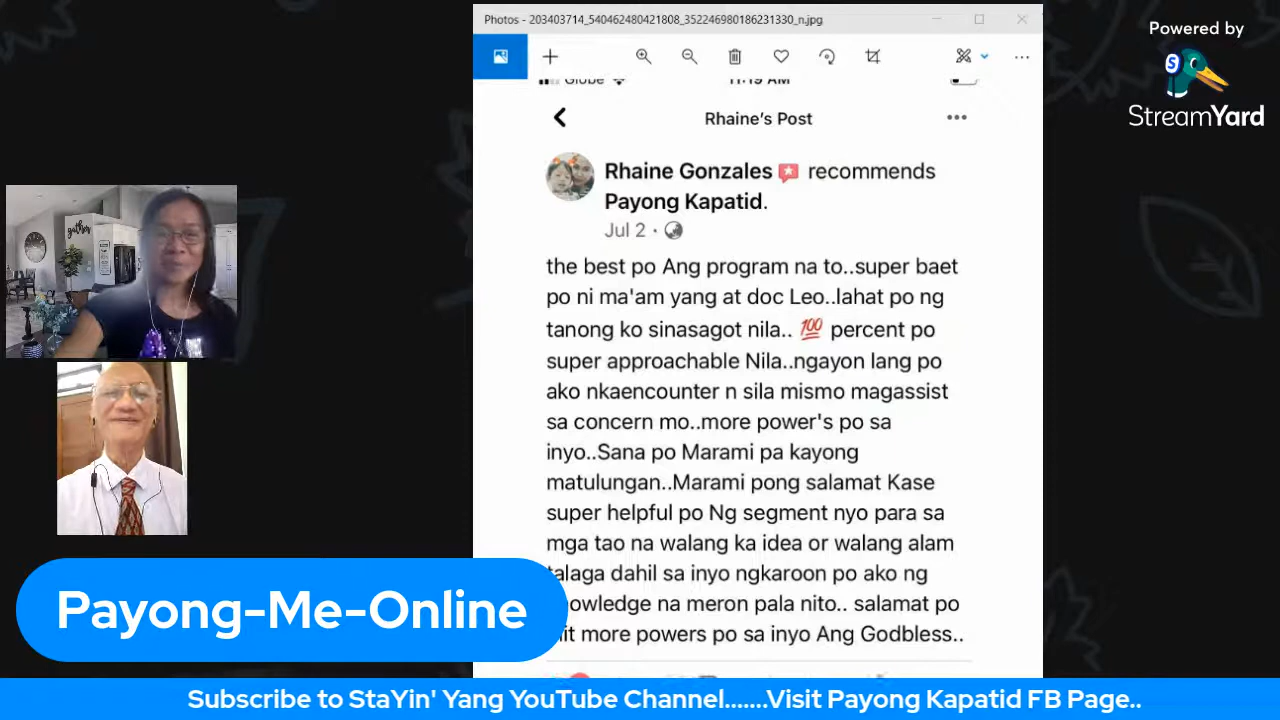 Photos - 203403714_540462480421808_352246980186231330_n.jpg
Powered by
StreamYard
Globe
11:19 AM
Rhaine's Post
Rhaine Gonzales recommends
Payong Kapatid.
Jul 2
the best po Ang program na to..super baet
po ni ma'am yang at doc Leo..lahat po ng
tanong ko sinasagot nila.. 💯 percent po
super approachable Nila..ngayon lang po
ako nkaencounter n sila mismo magassist
sa concern mo..more power's po sa
inyo..Sana po Marami pa kayong
matulungan..Marami pong salamat Kase
super helpful po Ng segment nyo para sa
mga tao na walang ka idea or walang alam
talaga dahil sa inyo ngkaroon po ako ng
knowledge na meron pala nito.. salamat po
more powers po sa inyo Ang Godbless..
gather
Payong-Me-Online
Subscribe to StaYin' Yang YouTube Channel.......Visit Payong Kapatid FB Page..